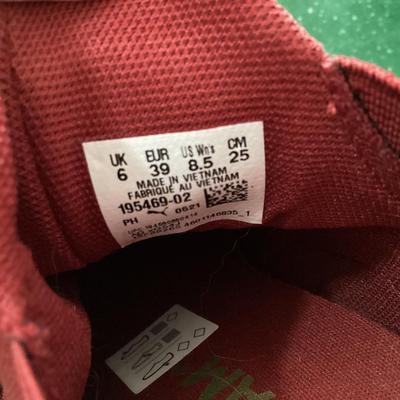 UK EUR US Wn's CM
6 39 8.5 25
MADE IN VIETNAM
FABRIQUE AU VIETNAM
195469-02
PH 0621